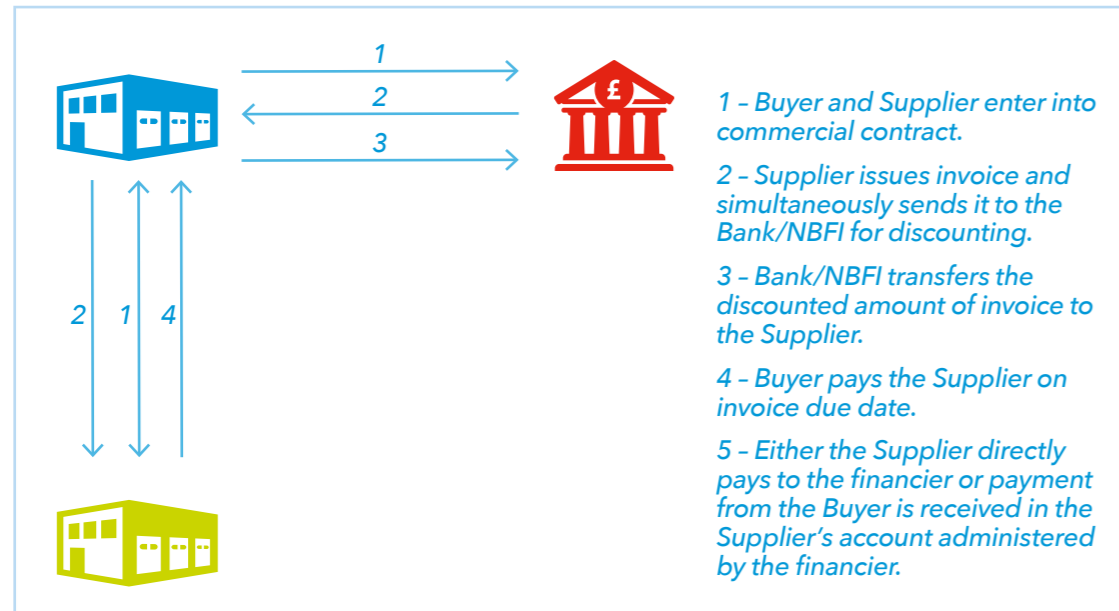 1
2
3
£
2
1
4
1 – Buyer and Supplier enter into
commercial contract.
2 – Supplier issues invoice and
simultaneously sends it to the
Bank/NBFI for discounting.
3 – Bank/NBFI transfers the
discounted amount of invoice to
the Supplier.
4 – Buyer pays the Supplier on
invoice due date.
5 – Either the Supplier directly
pays to the financier or payment
from the Buyer is received in the
Supplier’s account administered
by the financier.